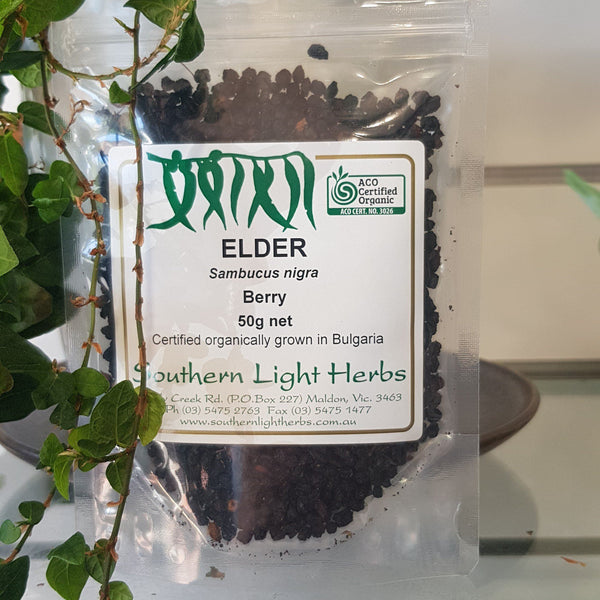 ACO
Certified
Organic
ACO CERT. NO. 3026
ELDER
Sambucus nigra
Berry
50g net
Certified organically grown in Bulgaria
Southern Light Herbs
Creek Rd. (P.O.Box 227) Maldon, Vic. 3463
Ph (03) 5475 2763 Fax (03) 5475 1477
www.southernlightherbs.com.au